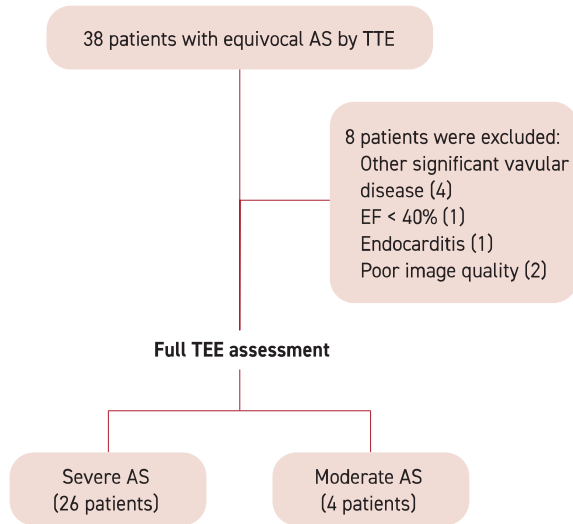 38 patients with equivocal AS by TTE
8 patients were excluded:
Other significant vavular
disease (4)
EF < 40% (1)
Endocarditis (1)
Poor image quality (2)
Full TEE assessment
Severe AS
(26 patients)
Moderate AS
(4 patients)